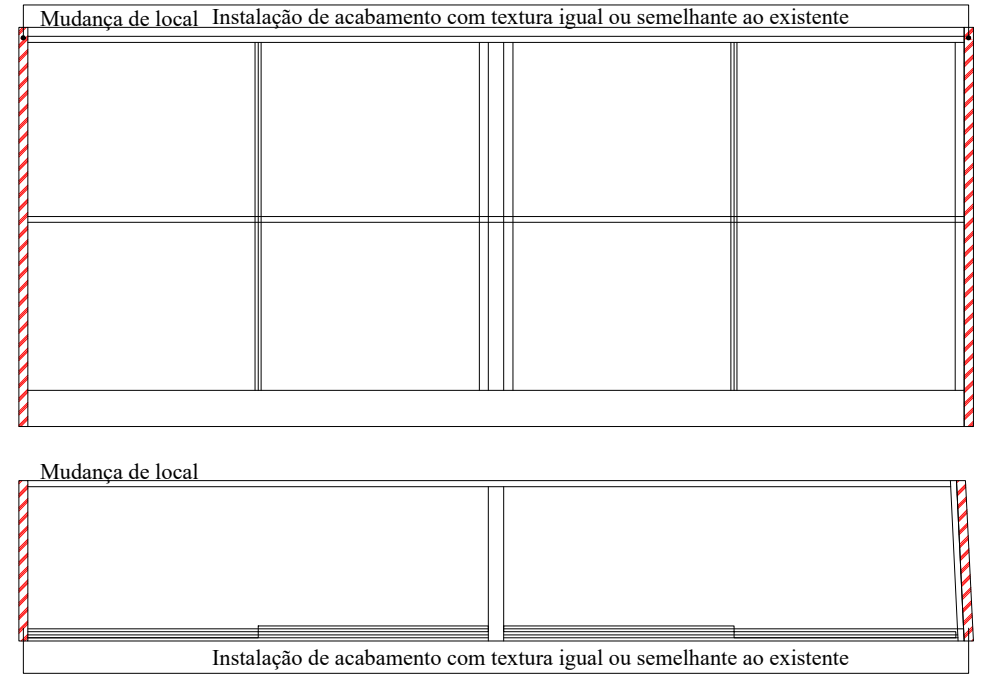 Mudança de local
Instalação de acabamento com textura igual ou semelhante ao existente
Mudança de local
Instalação de acabamento com textura igual ou semelhante ao existente